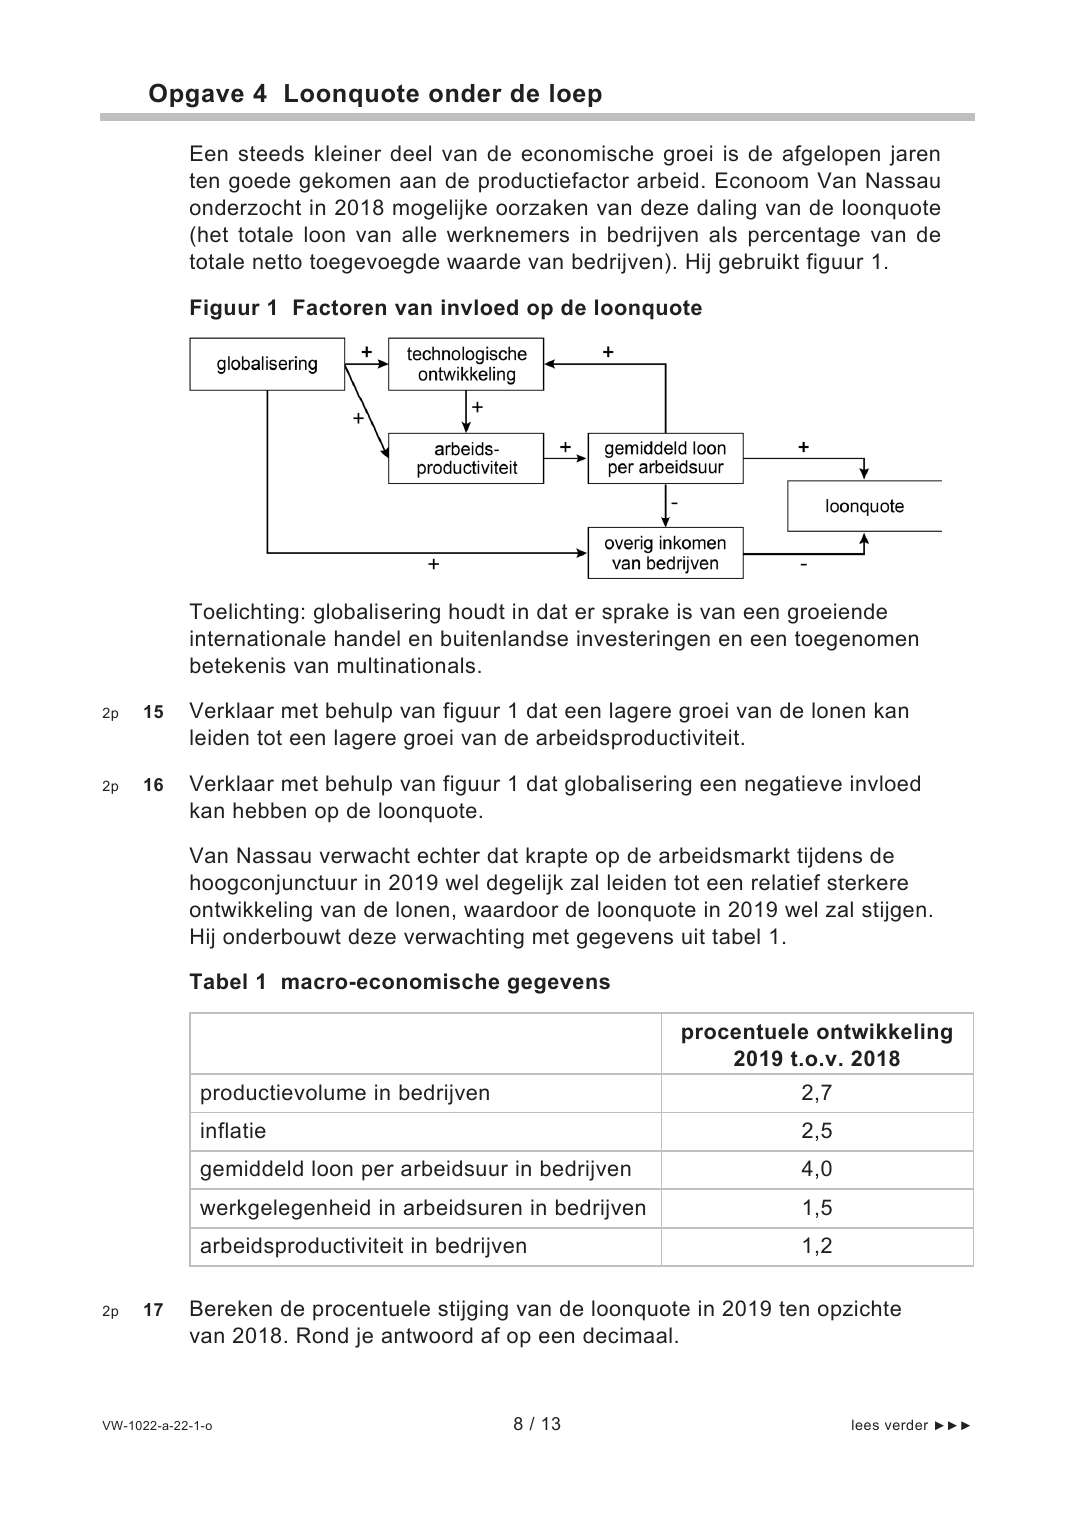 Opgave 4 Loonquote onder de loep
Een steeds kleiner deel van de economische groei is de afgelopen jaren
ten goede gekomen aan de productiefactor arbeid. Econoom Van Nassau
onderzocht in 2018 mogelijke oorzaken van deze daling van de loonquote
(het totale loon van alle werknemers in bedrijven als percentage van de
totale netto toegevoegde waarde van bedrijven). Hij gebruikt figuur 1.
Figuur 1 Factoren van invloed op de loonquote
globalisering
+
technologische
ontwikkeling
+
+
+
arbeids-
productiviteit
+
gemiddeld loon
per arbeidsuur
+
-
loonquote
overig inkomen
van bedrijven
+
-
Toelichting: globalisering houdt in dat er sprake is van een groeiende
internationale handel en buitenlandse investeringen en een toegenomen
betekenis van multinationals.
2p 15 Verklaar met behulp van figuur 1 dat een lagere groei van de lonen kan
leiden tot een lagere groei van de arbeidsproductiviteit.
2p 16 Verklaar met behulp van figuur 1 dat globalisering een negatieve invloed
kan hebben op de loonquote.
Van Nassau verwacht echter dat krapte op de arbeidsmarkt tijdens de
hoogconjunctuur in 2019 wel degelijk zal leiden tot een relatief sterkere
ontwikkeling van de lonen, waardoor de loonquote in 2019 wel zal stijgen.
Hij onderbouwt deze verwachting met gegevens uit tabel 1.
Tabel 1 macro-economische gegevens
procentuele ontwikkeling
2019 t.o.v. 2018
productievolume in bedrijven 2,7
inflatie 2,5
gemiddeld loon per arbeidsuur in bedrijven 4,0
werkgelegenheid in arbeidsuren in bedrijven 1,5
arbeidsproductiviteit in bedrijven 1,2
2p 17 Bereken de procentuele stijging van de loonquote in 2019 ten opzichte
van 2018. Rond je antwoord af op een decimaal.
VW-1022-a-22-1-o 8 / 13 lees verder ►►►